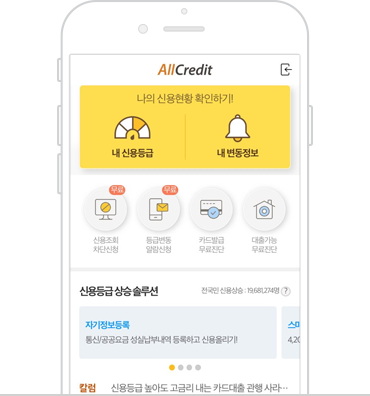 AllCredit
나의 신용현황 확인하기!
내 신용등급
내 변동정보
무료
무료
신용조회
차단신청
등급변동
알람신청
카드발급
무료진단
대출가능
무료진단
신용등급 상승 솔루션
전국민 신용상승 : 19,681,274명 ?
자기정보등록
통신/공공요금 성실납부내역 등록하고 신용올리기!
스마
4,20
칼럼 신용등급 높아도 고금리 내는 카드대출 관행 사라…